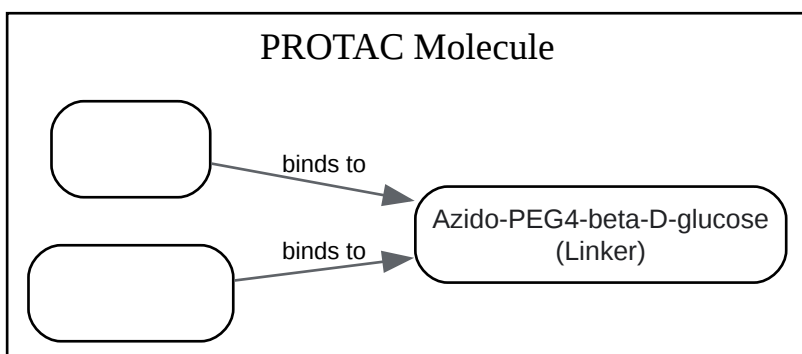 PROTAC Molecule
binds to
Azido-PEG4-beta-D-glucose
(Linker)
binds to